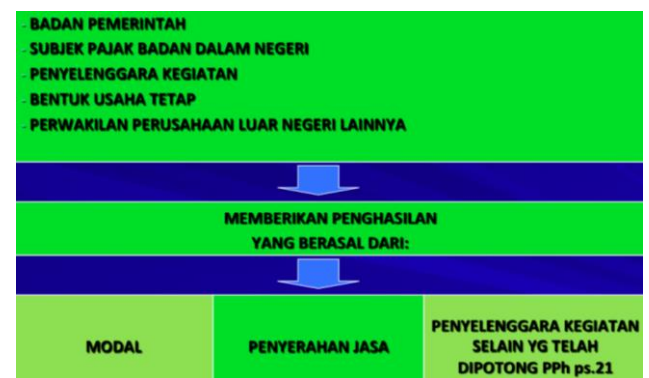 - BADAN PEMERINTAH
- SUBJEK PAJAK BADAN DALAM NEGERI
- PENYELENGGARA KEGIATAN
- BENTUK USAHA TETAP
- PERWAKILAN PERUSAHAAN LUAR NEGERI LAINNYA
MEMBERIKAN PENGHASILAN
YANG BERASAL DARI:
MODAL
PENYERAHAN JASA
PENYELENGGARA KEGIATAN
SELAIN YG TELAH
DIPOTONG PPh ps.21